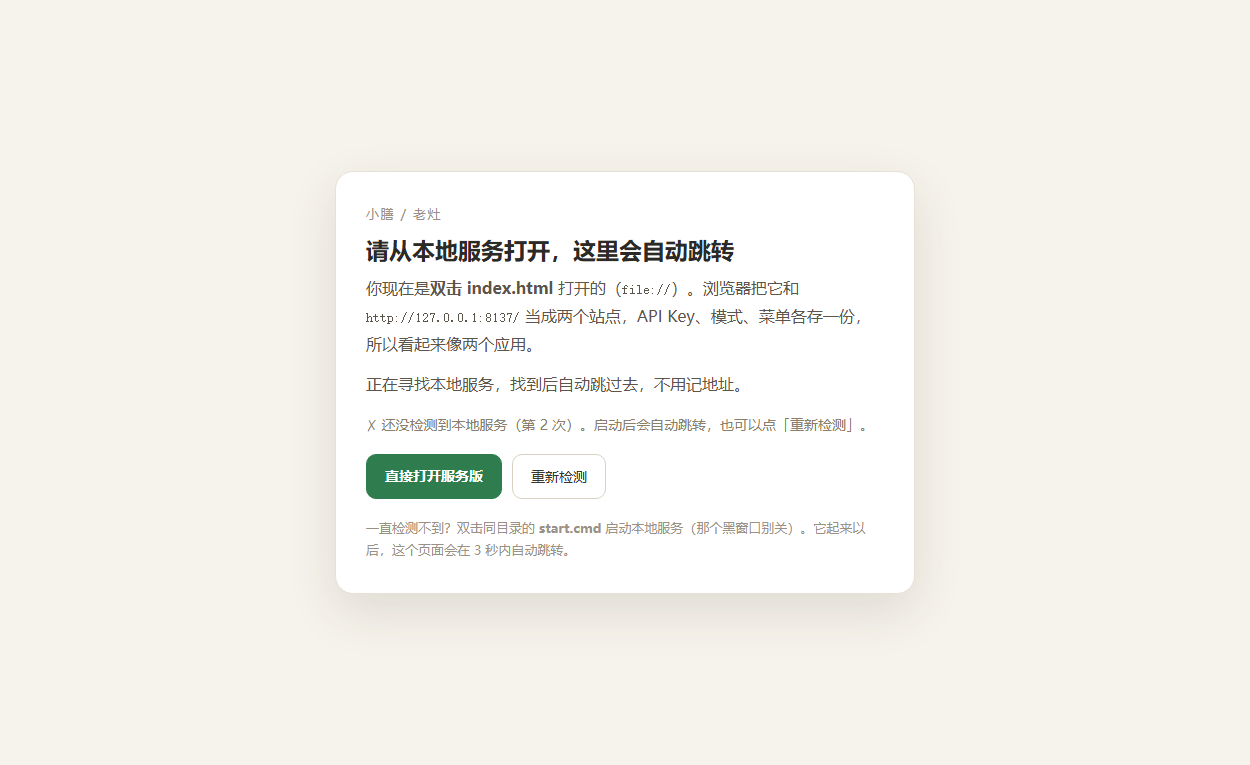 小膳 / 老灶
请从本地服务打开，这里会自动跳转
你现在是双击 index.html 打开的（file://）。浏览器把它和
http://127.0.0.1:8137/ 当成两个站点，API Key、模式、菜单各存一份，
所以看起来像两个应用。
正在寻找本地服务，找到后自动跳过去，不用记地址。
✗ 还没检测到本地服务（第 2 次）。启动后会自动跳转，也可以点「重新检测」。
直接打开服务版
重新检测
一直检测不到？双击同目录的 start.cmd 启动本地服务（那个黑窗口别关）。它起来以
后，这个页面会在 3 秒内自动跳转。